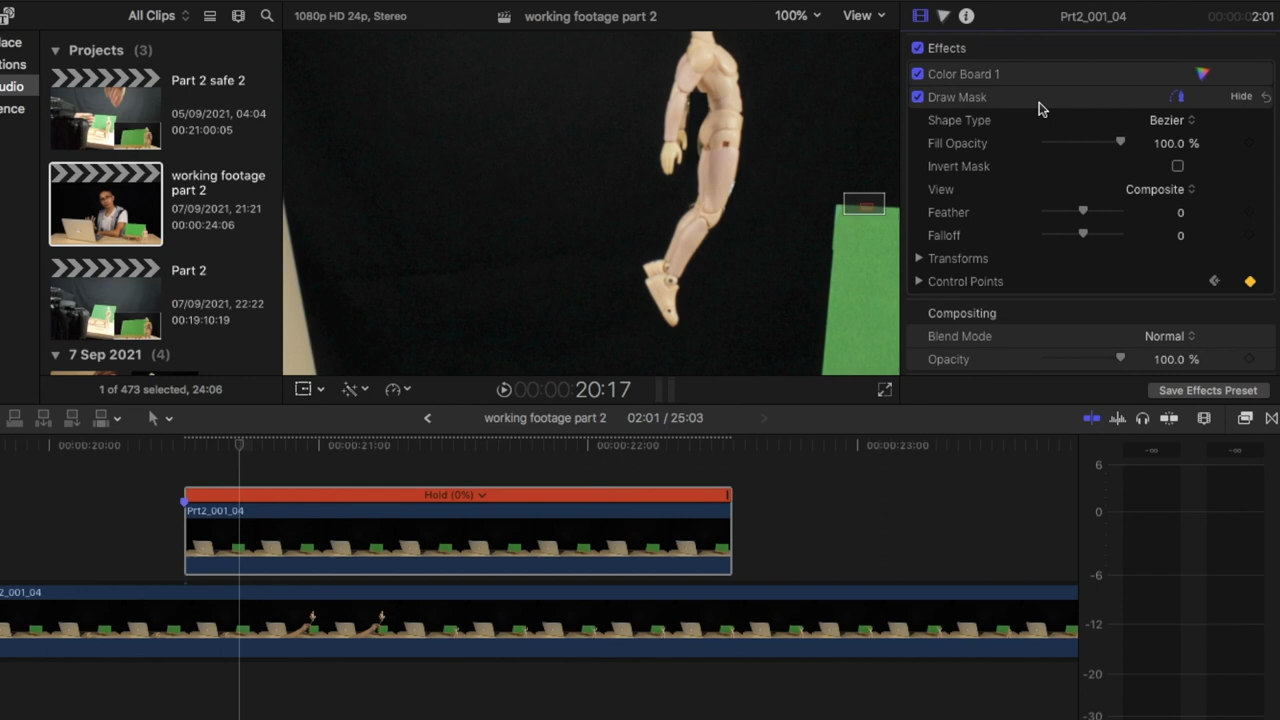 All Clips
1080p HD 24p, Stereo
working footage part 2
100%
View
Prt2_001_04
00:00:00:2:01
lace
tions
udio
ence
Projects (3)
Part 2 safe 2
05/09/2021, 04:04
00:21:00:05
working footage
part 2
07/09/2021, 21:21
00:00:24:06
Part 2
07/09/2021, 22:22
00:19:10:19
7 Sep 2021 (4)
1 of 473 selected, 24:06
00:00:00:20:17
Effects
Color Board 1
Draw Mask
Hide
Shape Type
Bezier
Fill Opacity
100.0 %
Invert Mask
View
Composite
Feather
0
Falloff
0
Transforms
Control Points
Compositing
Blend Mode
Normal
Opacity
100.0 %
Save Effects Preset
working footage part 2
02:01 / 25:03
00:00:20:00
00:00:21:00
00:00:22:00
00:00:23:00
Hold (0%)
Prt2_001_04
2_001_04
-∞
-∞
6
0
-6
-12
-20
-30